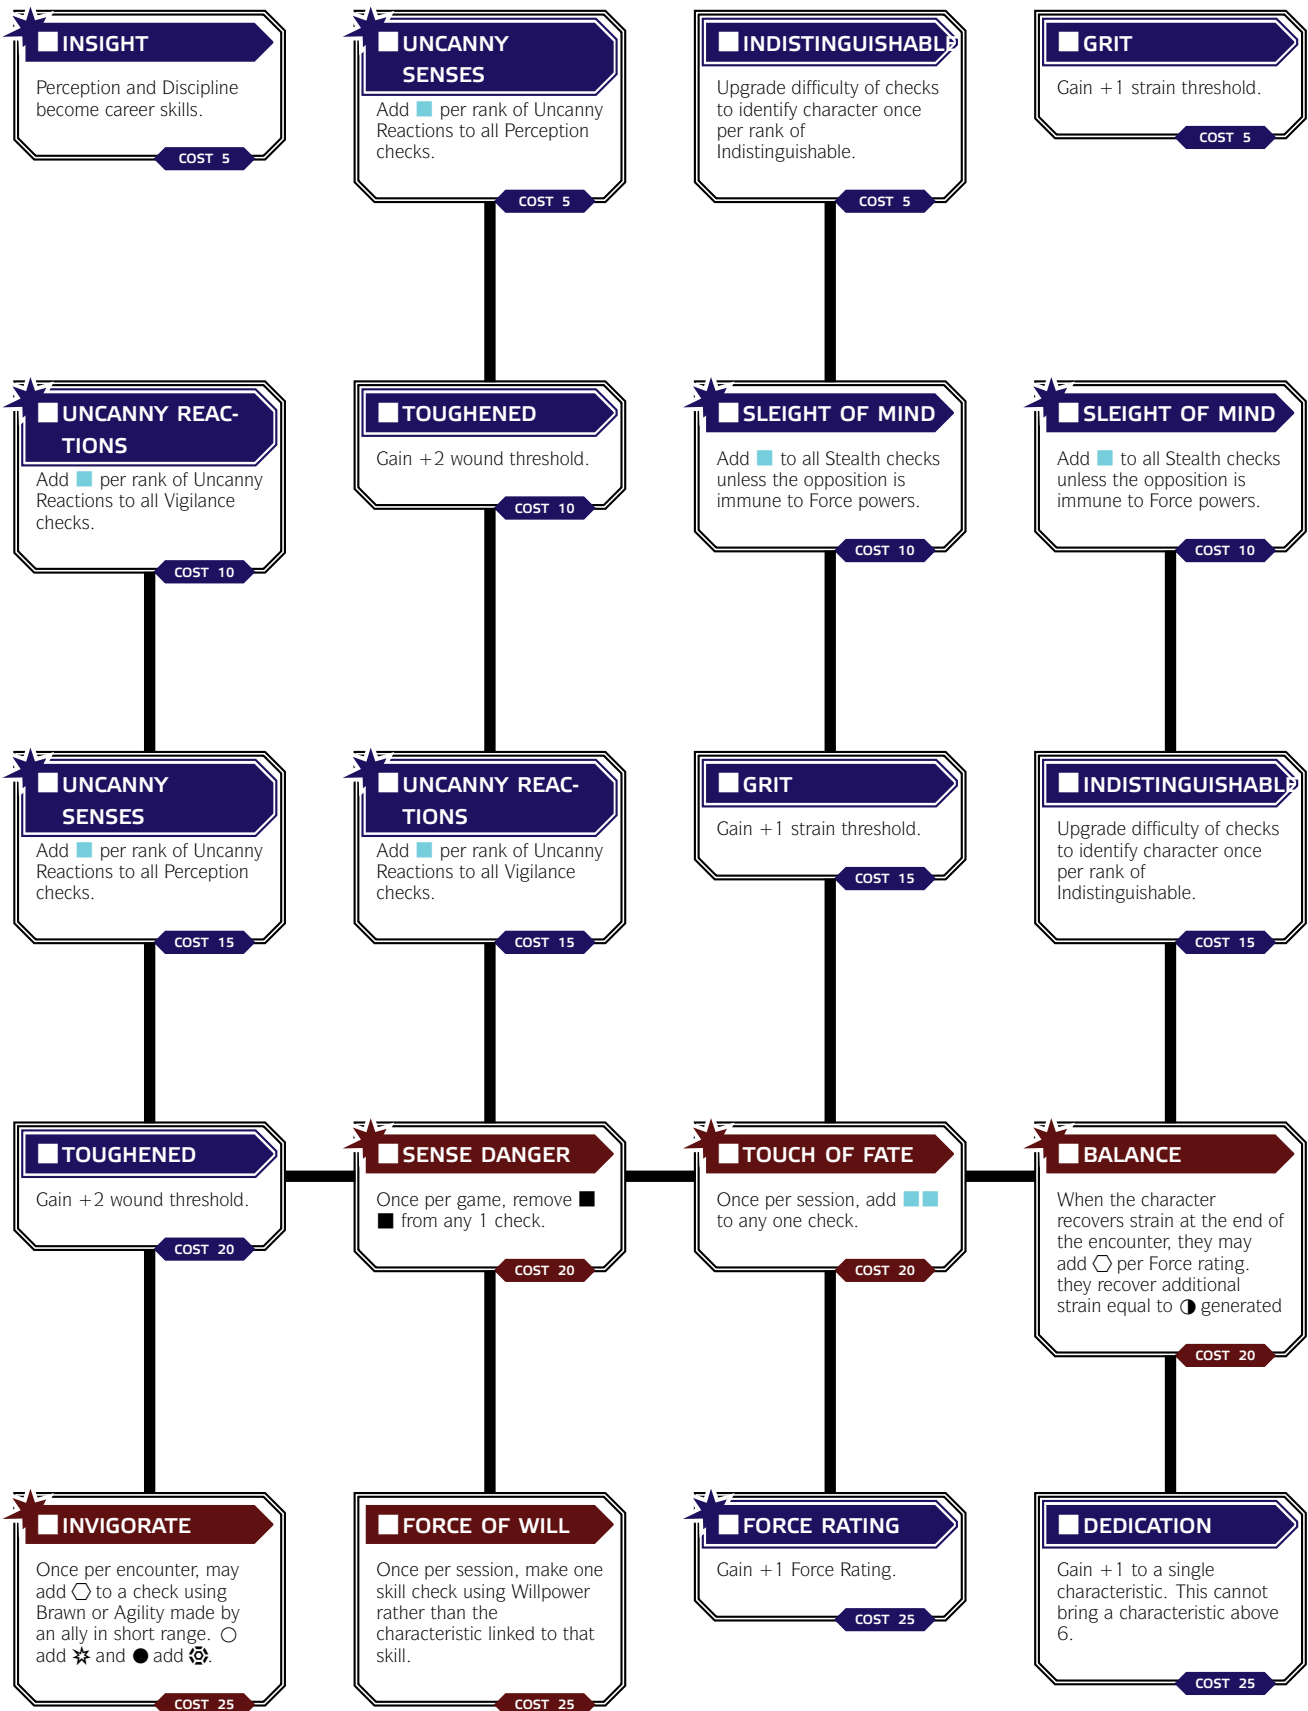 INSIGHT
Perception and Discipline
become career skills.
COST 5
UNCANNY
SENSES
Add per rank of Uncanny
Reactions to all Perception
checks.
COST 5
INDISTINGUISHABLE
Upgrade difficulty of checks
to identify character once
per rank of
Indistinguishable.
COST 5
GRIT
Gain +1 strain threshold.
COST 5
UNCANNY REAC-
TIONS
Add per rank of Uncanny
Reactions to all Vigilance
checks.
COST 10
TOUGHENED
Gain +2 wound threshold.
COST 10
SLEIGHT OF MIND
Add to all Stealth checks
unless the opposition is
immune to Force powers.
COST 10
SLEIGHT OF MIND
Add to all Stealth checks
unless the opposition is
immune to Force powers.
COST 10
UNCANNY
SENSES
Add per rank of Uncanny
Reactions to all Perception
checks.
COST 15
UNCANNY REAC-
TIONS
Add per rank of Uncanny
Reactions to all Vigilance
checks.
COST 15
GRIT
Gain +1 strain threshold.
COST 15
INDISTINGUISHABLE
Upgrade difficulty of checks
to identify character once
per rank of
Indistinguishable.
COST 15
TOUGHENED
Gain +2 wound threshold.
COST 20
SENSE DANGER
Once per game, remove
from any 1 check.
COST 20
TOUCH OF FATE
Once per session, add
to any one check.
COST 20
BALANCE
When the character
recovers strain at the end of
the encounter, they may
add per Force rating.
they recover additional
strain equal to generated
COST 20
INVIGORATE
Once per encounter, may
add to a check using
Brawn or Agility made by
an ally in short range.
add and add .
COST 25
FORCE OF WILL
Once per session, make one
skill check using Willpower
rather than the
characteristic linked to that
skill.
COST 25
FORCE RATING
Gain +1 Force Rating.
COST 25
DEDICATION
Gain +1 to a single
characteristic. This cannot
bring a characteristic above
6.
COST 25